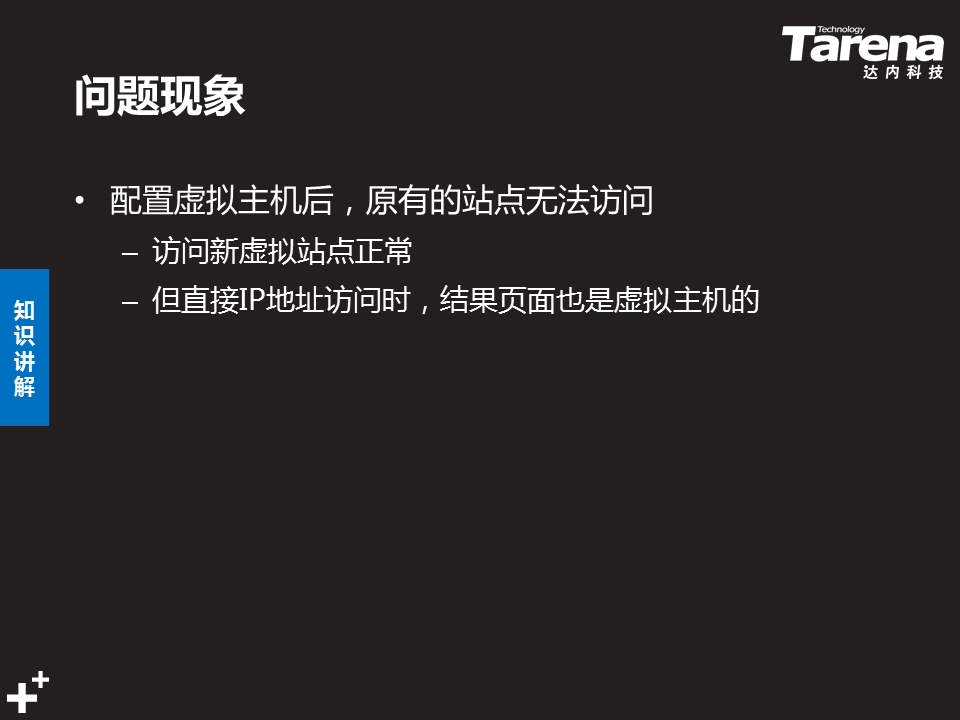 Technology
Tarena
达内科技
问题现象
• 配置虚拟主机后，原有的站点无法访问
– 访问新虚拟站点正常
– 但直接IP地址访问时，结果页面也是虚拟主机的
知识讲解